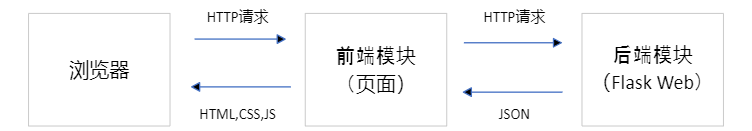 HTTP请求
HTTP请求
浏览器
前端模块
（页面）
后端模块
（Flask Web）
HTML,CSS,JS
JSON